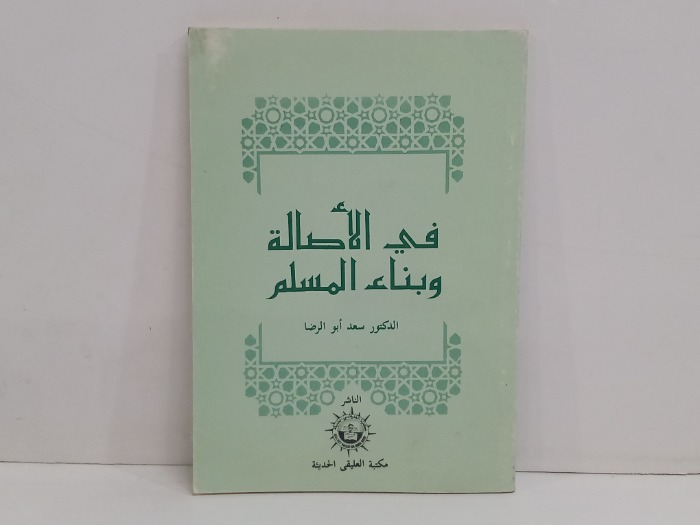 في الأصالة
وبناء المسلم
الدكتور سعد أبو الرضا
الناشر
مكتبة العليقى الحديثة